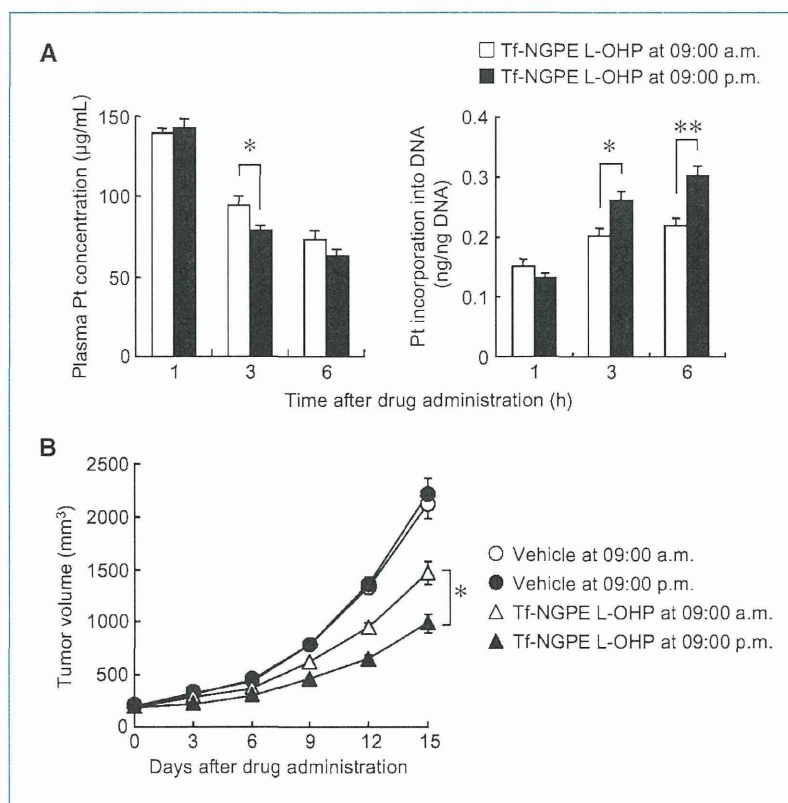 A
Tf-NGPE L-OHP at 09:00 a.m.
Tf-NGPE L-OHP at 09:00 p.m.
Plasma Pt concentration (µg/mL)
150
100
50
0
*
1
3
6
Pt incorporation into DNA
(ng/ng DNA)
0.4
0.3
0.2
0.1
0
*
**
1
3
6
Time after drug administration (h)
B
Tumor volume (mm³)
2500
2000
1500
1000
500
0
0
3
6
9
12
15
Days after drug administration
*
Vehicle at 09:00 a.m.
Vehicle at 09:00 p.m.
Tf-NGPE L-OHP at 09:00 a.m.
Tf-NGPE L-OHP at 09:00 p.m.